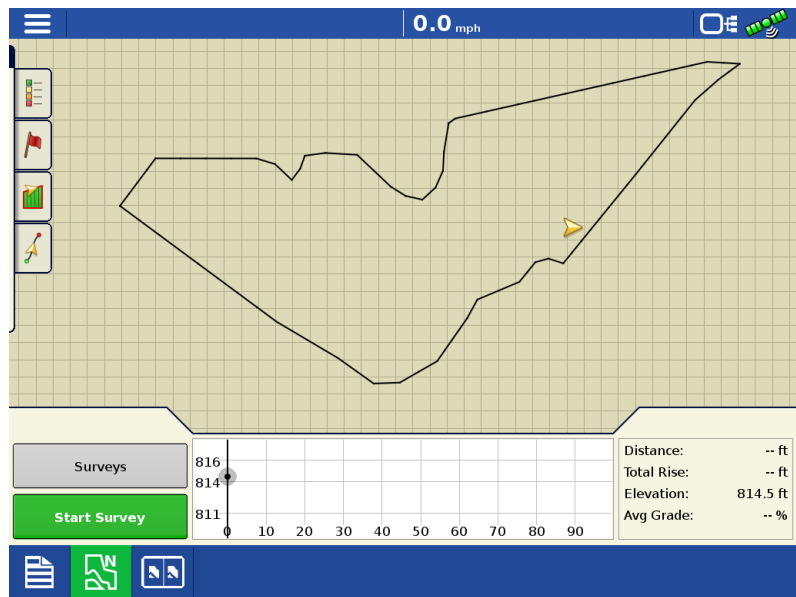 0.0 mph
Surveys
Start Survey
816
814
811
0 10 20 30 40 50 60 70 80 90
Distance: -- ft
Total Rise: -- ft
Elevation: 814.5 ft
Avg Grade: -- %
N